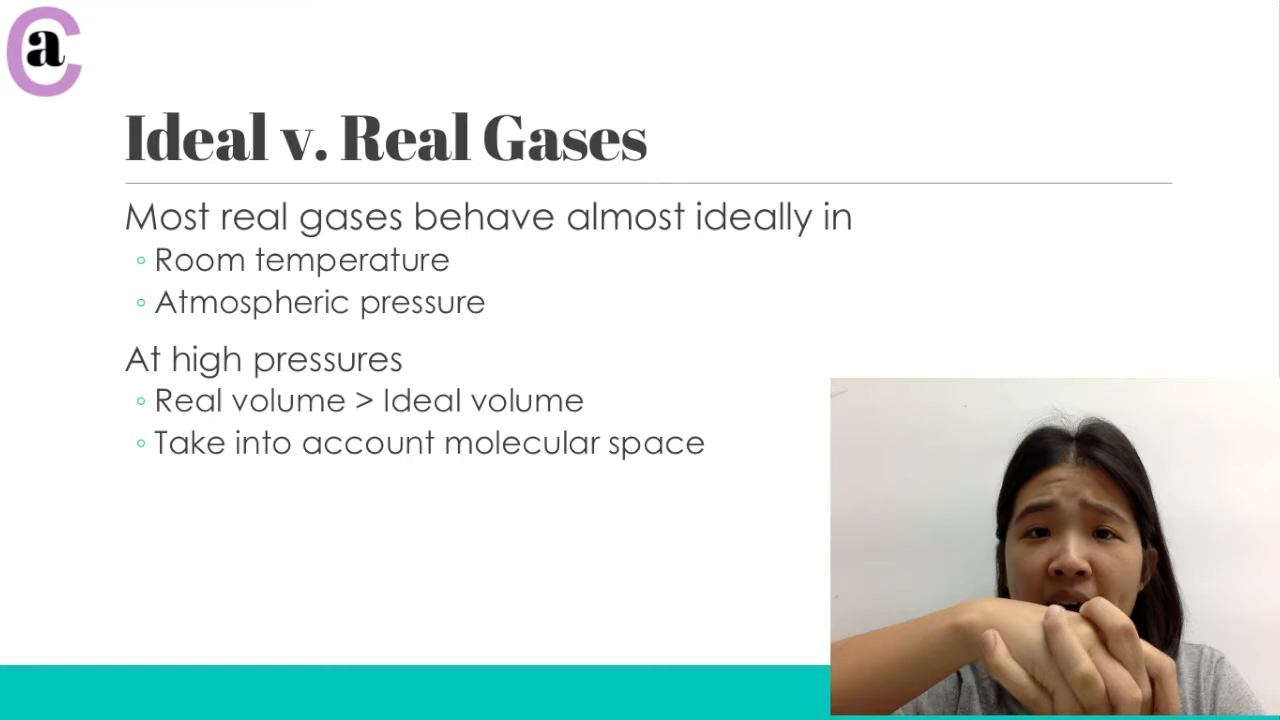 a
C
Ideal v. Real Gases
Most real gases behave almost ideally in
◦ Room temperature
◦ Atmospheric pressure
At high pressures
◦ Real volume > Ideal volume
◦ Take into account molecular space